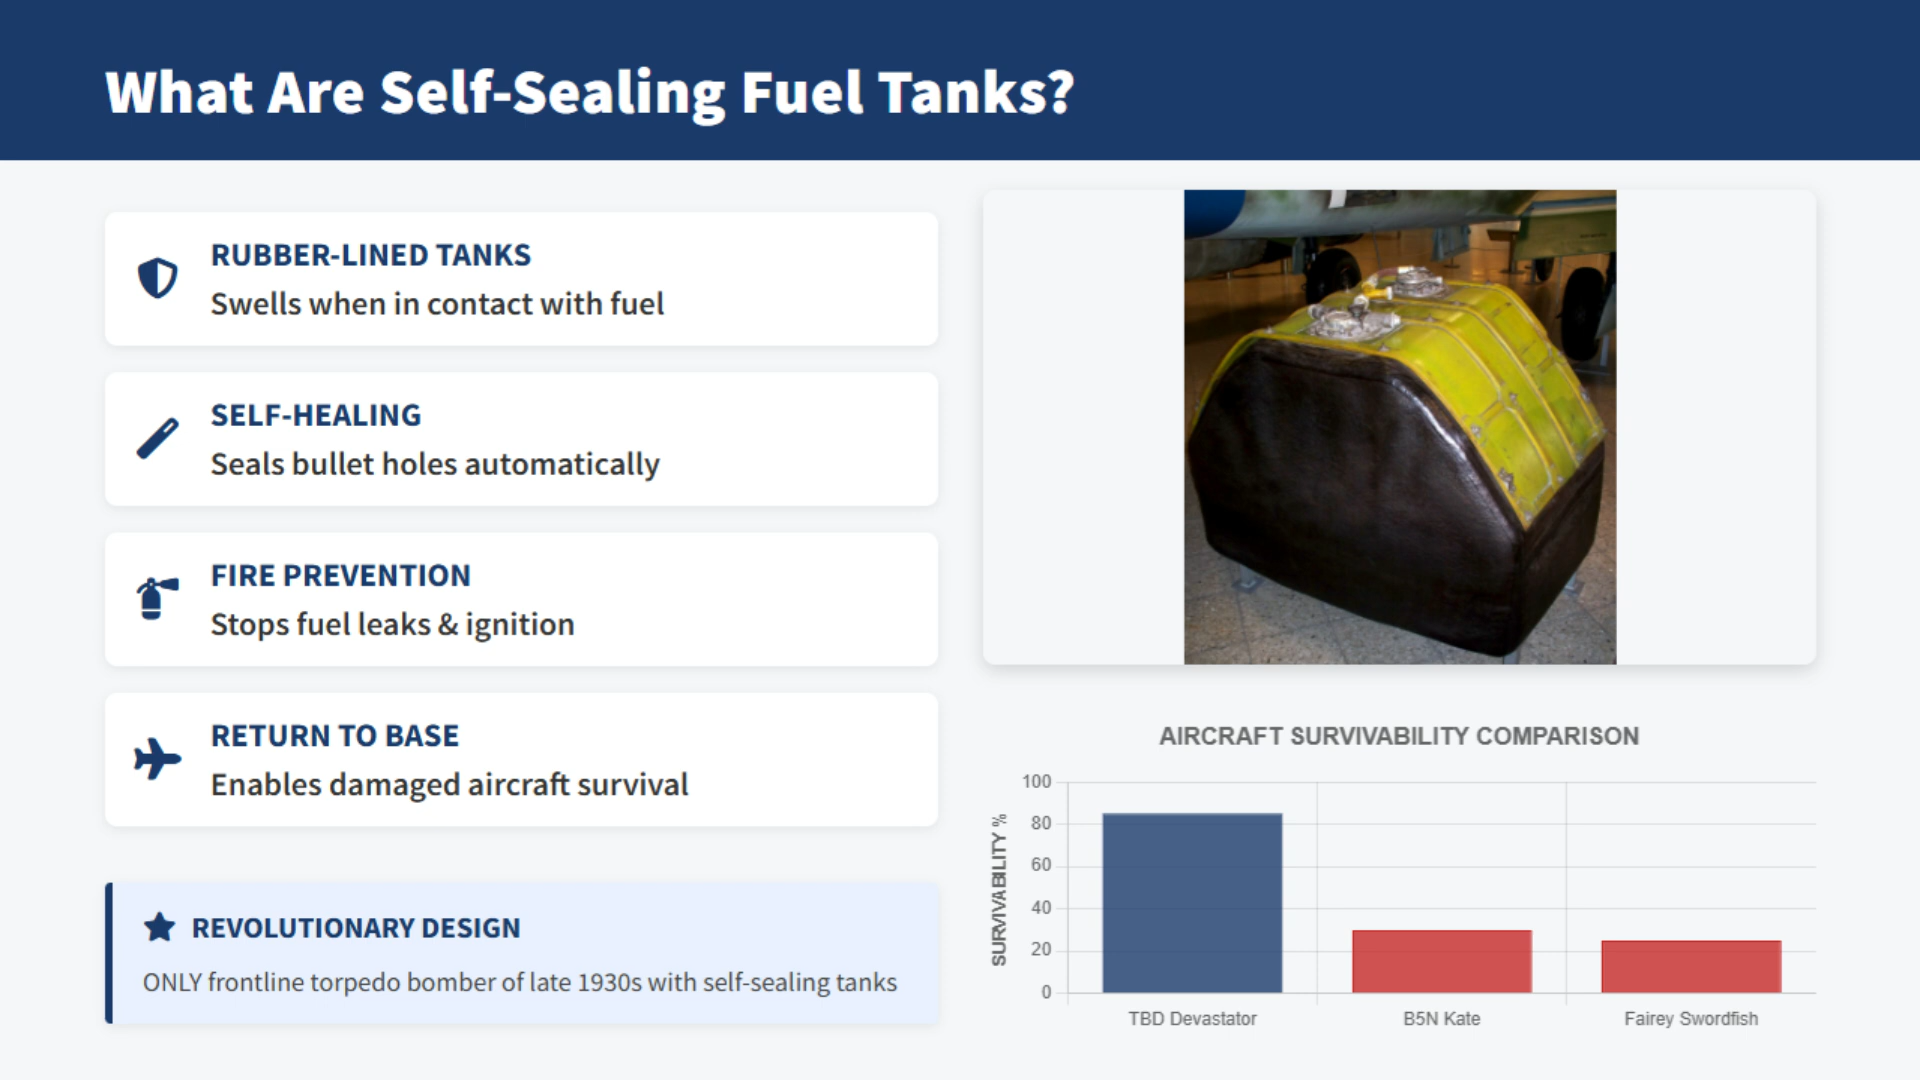 What Are Self-Sealing Fuel Tanks?
RUBBER-LINED TANKS
Swells when in contact with fuel
SELF-HEALING
Seals bullet holes automatically
FIRE PREVENTION
Stops fuel leaks & ignition
RETURN TO BASE
Enables damaged aircraft survival
REVOLUTIONARY DESIGN
ONLY frontline torpedo bomber of late 1930s with self-sealing tanks
AIRCRAFT SURVIVABILITY COMPARISON
SURVIVABILITY %
100
80
60
40
20
0
TBD Devastator
B5N Kate
Fairey Swordfish